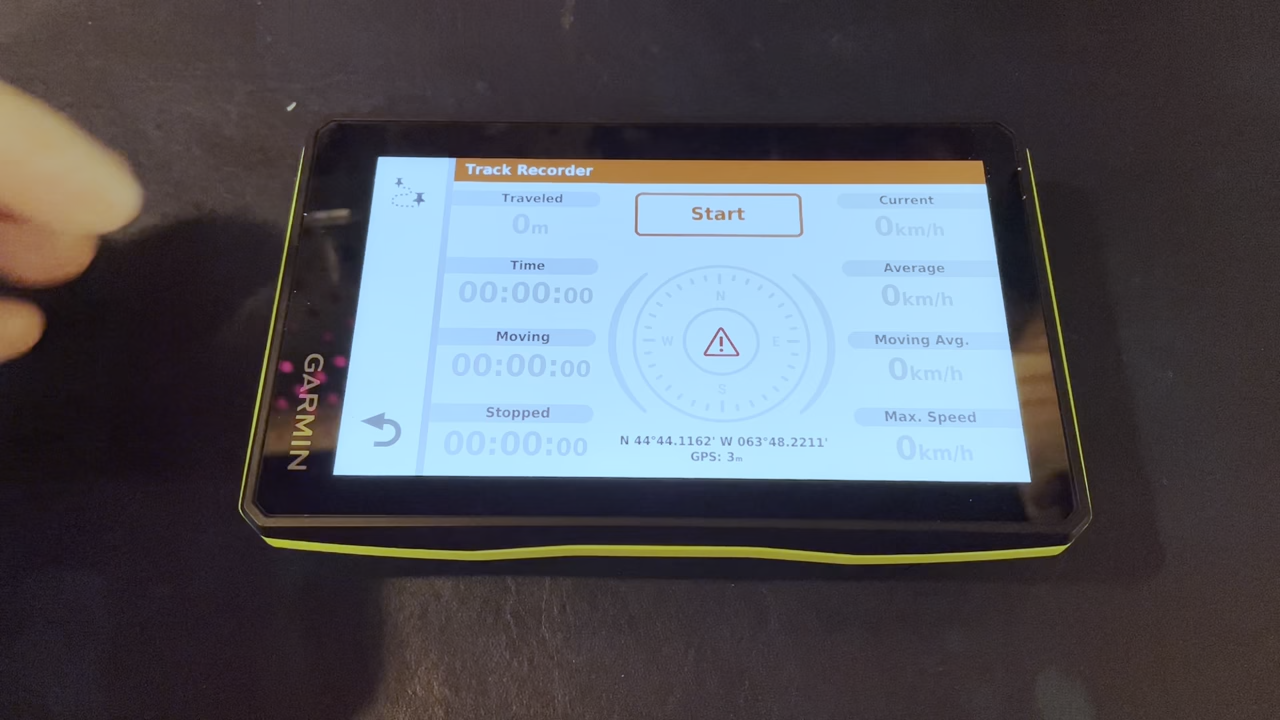 Track Recorder
Traveled
0m
Time
00:00:00
Moving
00:00:00
Stopped
00:00:00
Start
N
W
E
S
N 44°44.1162' W 063°48.2211'
GPS: 3m
Current
0km/h
Average
0km/h
Moving Avg.
0km/h
Max. Speed
0km/h
GARMIN